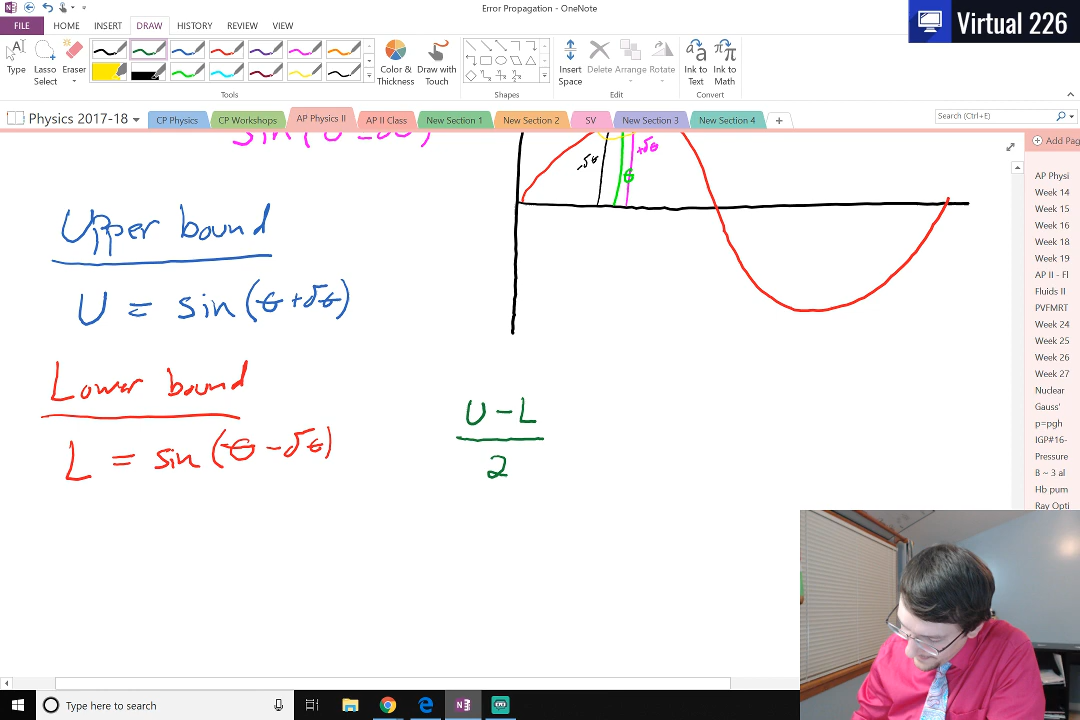 Error Propagation - OneNote
Virtual 226
FILE HOME INSERT DRAW HISTORY REVIEW VIEW
Type
Lasso Select
Eraser
Color & Thickness
Draw with Touch
Insert Space
Delete
Arrange
Rotate
Ink to Text
Ink to Math
Tools
Shapes
Edit
Convert
Physics 2017-18
CP Physics
CP Workshops
AP Physics II
AP II Class
New Section 1
New Section 2
SV
New Section 3
New Section 4
+
Search (Ctrl+E)
Add Pag
AP Physi
Week 14
Week 15
Week 16
Week 18
Week 19
AP II - Fl
Fluids II
PVFMRT
Week 24
Week 25
Week 26
Week 27
Nuclear
Gauss'
p=pgh
IGP#16-
Pressure
B ~ 3 al
Hb pum
Ray Opti
-δθ
θ
+δθ
Upper bound
U = sin(θ+δθ)
Lower bound
L = sin(θ-δθ)
U-L
2
Type here to search